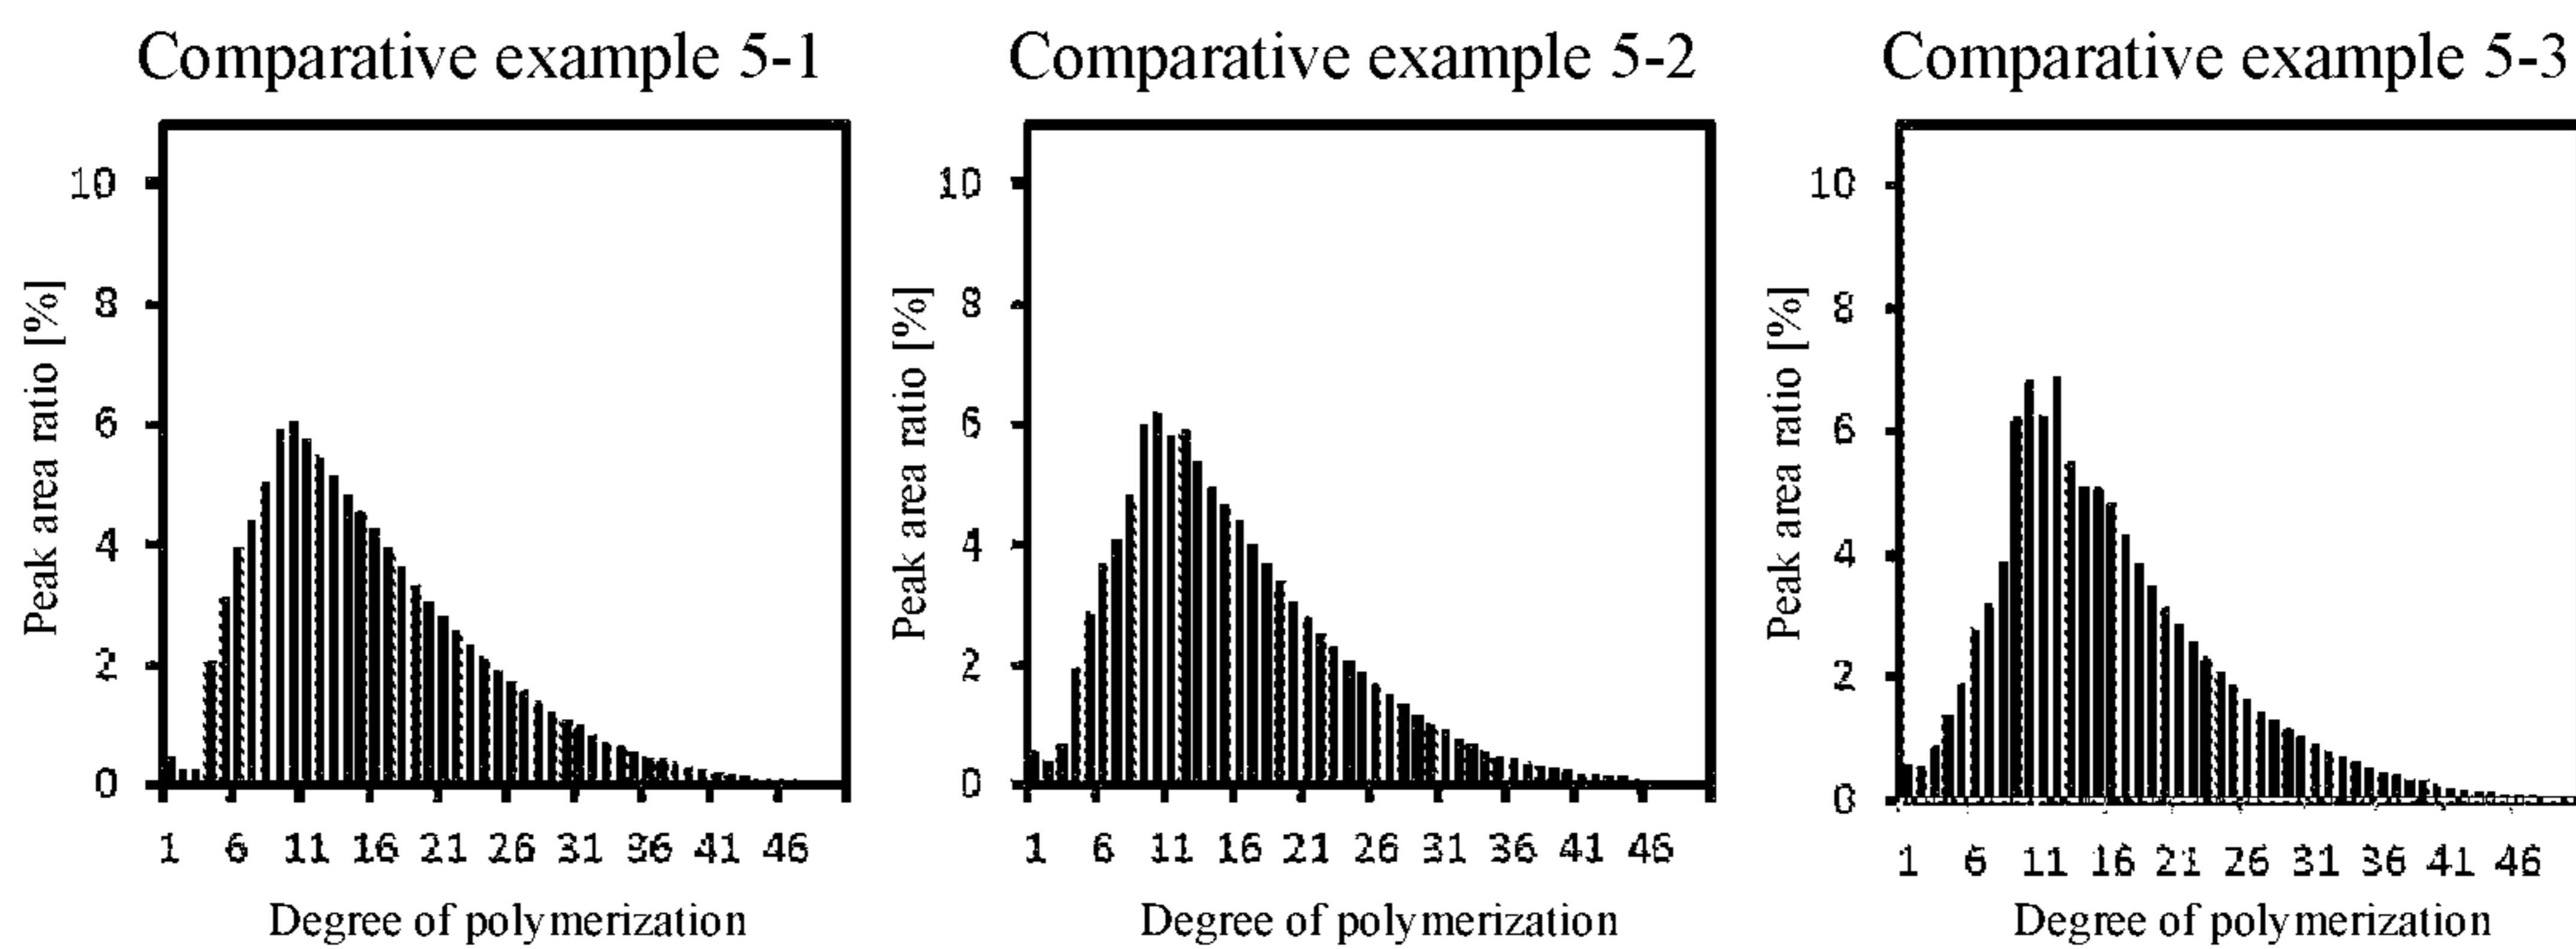 Comparative example 5-1
Peak area ratio [%]
10
8
6
4
2
0
1 6 11 16 21 26 31 36 41 46
Degree of polymerization
Comparative example 5-2
Peak area ratio [%]
10
8
6
4
2
0
1 6 11 16 21 26 31 36 41 46
Degree of polymerization
Comparative example 5-3
Peak area ratio [%]
10
8
6
4
2
0
1 6 11 16 21 26 31 36 41 46
Degree of polymerization